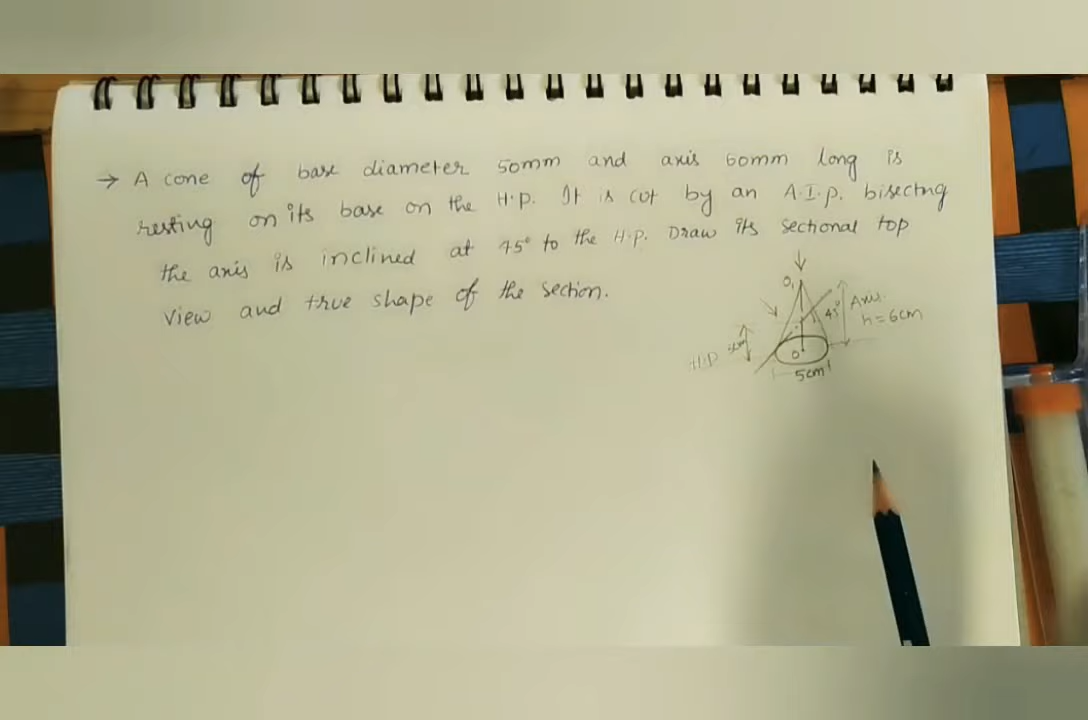 → A cone of base diameter 50mm and axis 60mm long is
resting on its base on the H.P. It is cut by an A.I.P. bisecting
the axis is inclined at 45° to the H.P. Draw its sectional top
view and true shape of the section.
O₁
45°
Axis
h=6cm
H.P
3cm
O
5cm